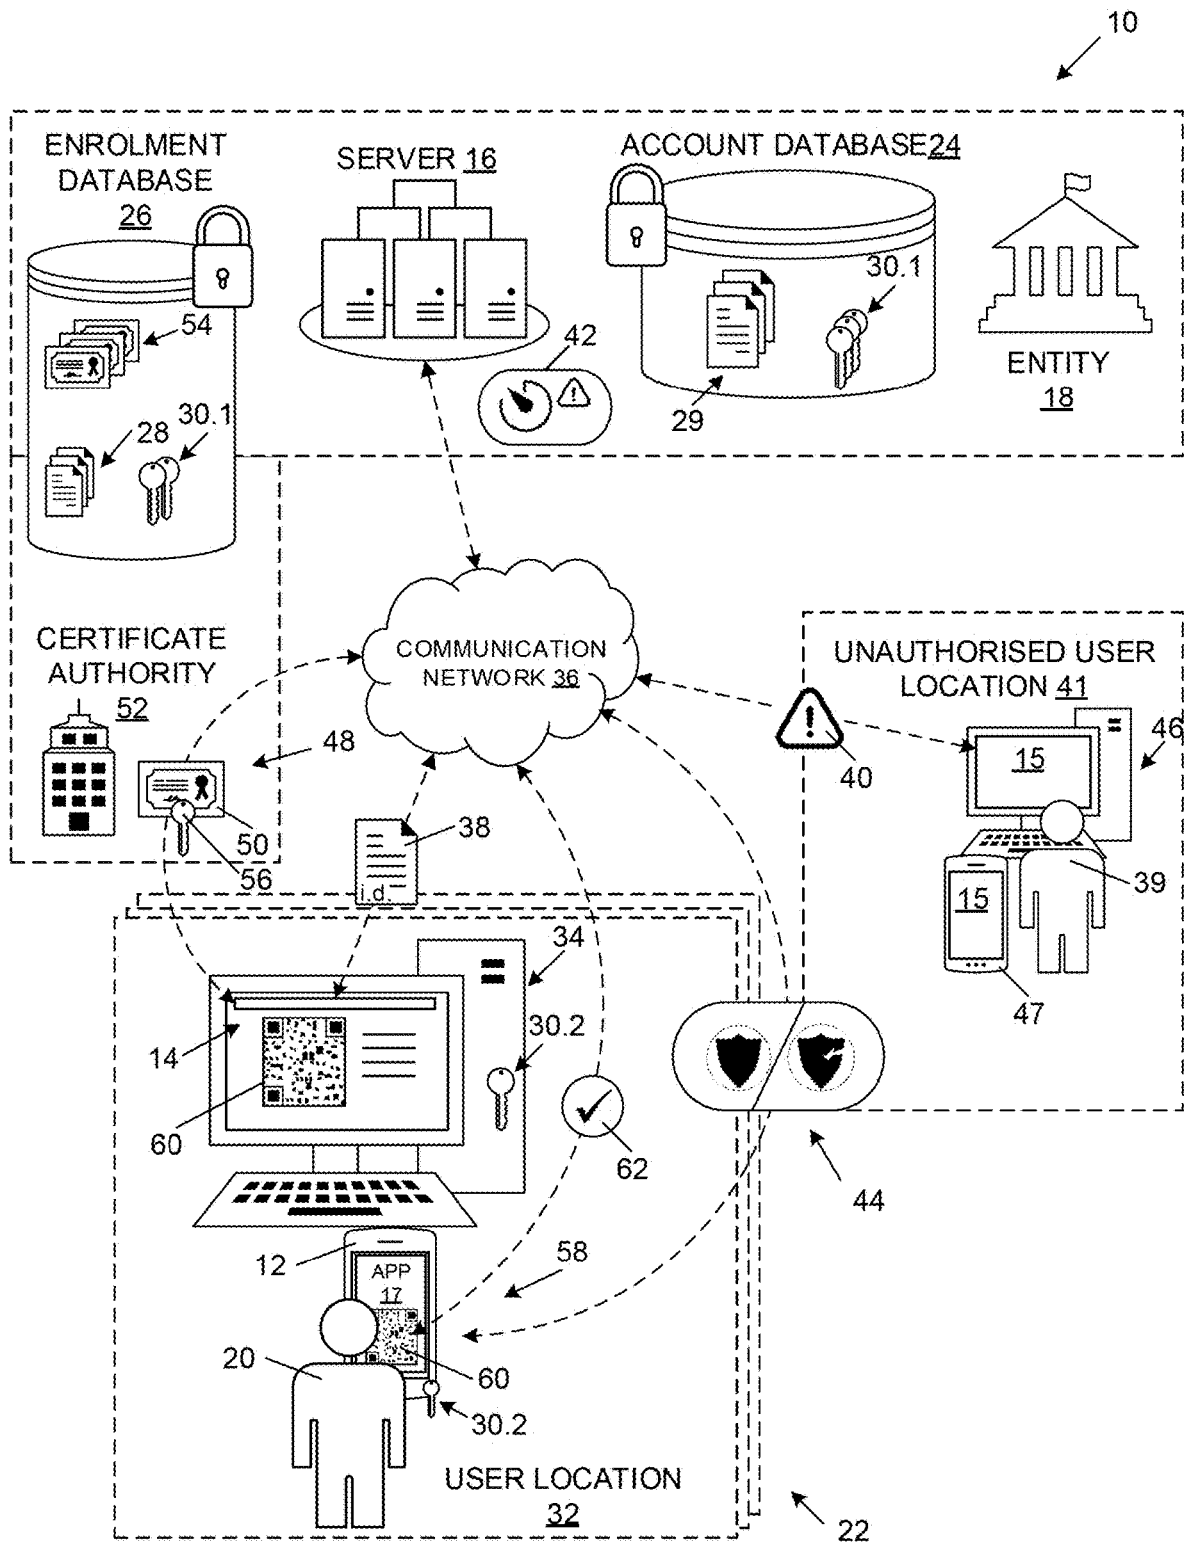 10
ENROLMENT
DATABASE
26
SERVER 16
ACCOUNT DATABASE24
30.1
54
42
29
ENTITY
18
30.1
28
COMMUNICATION
NETWORK 36
UNAUTHORISED USER
LOCATION 41
CERTIFICATE
AUTHORITY
52
48
46
15
40
50
38
56
i.d.
39
15
47
34
30.2
14
60
62
44
12
58
APP
17
20
60
30.2
USER LOCATION
32
22